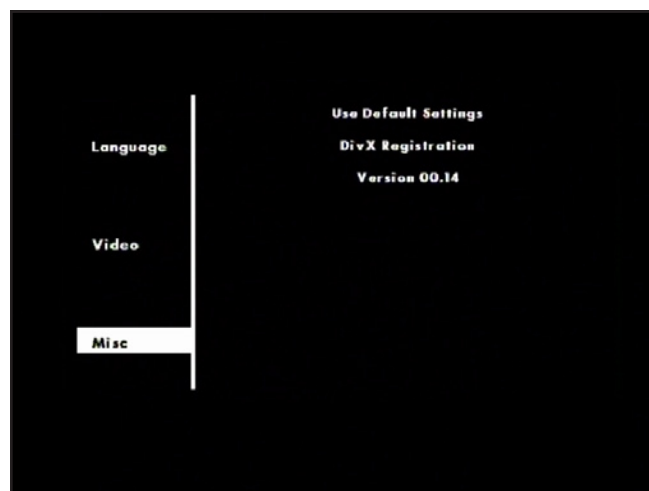 Language
Video
Misc
Use Default Settings
DivX Registration
Version 00.14